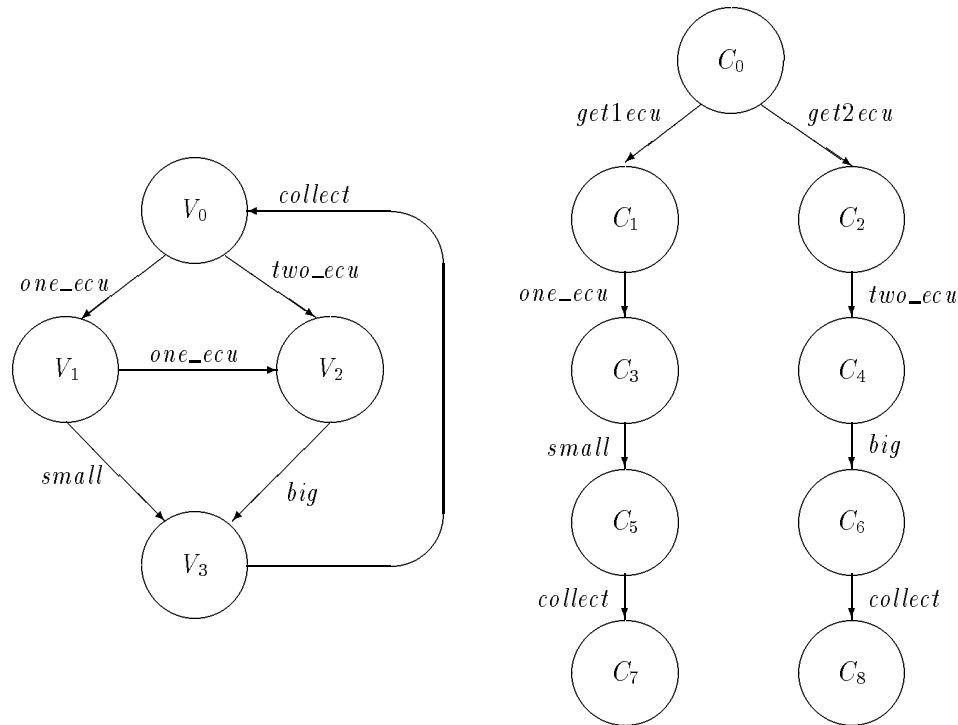 C0
get1ecu get2ecu
collect
V0
C1 C2
one_ecu two_ecu
one_ecu two_ecu
one_ecu
V1 V2
C3 C4
small big
small big
C5 C6
V3
collect collect
C7 C8